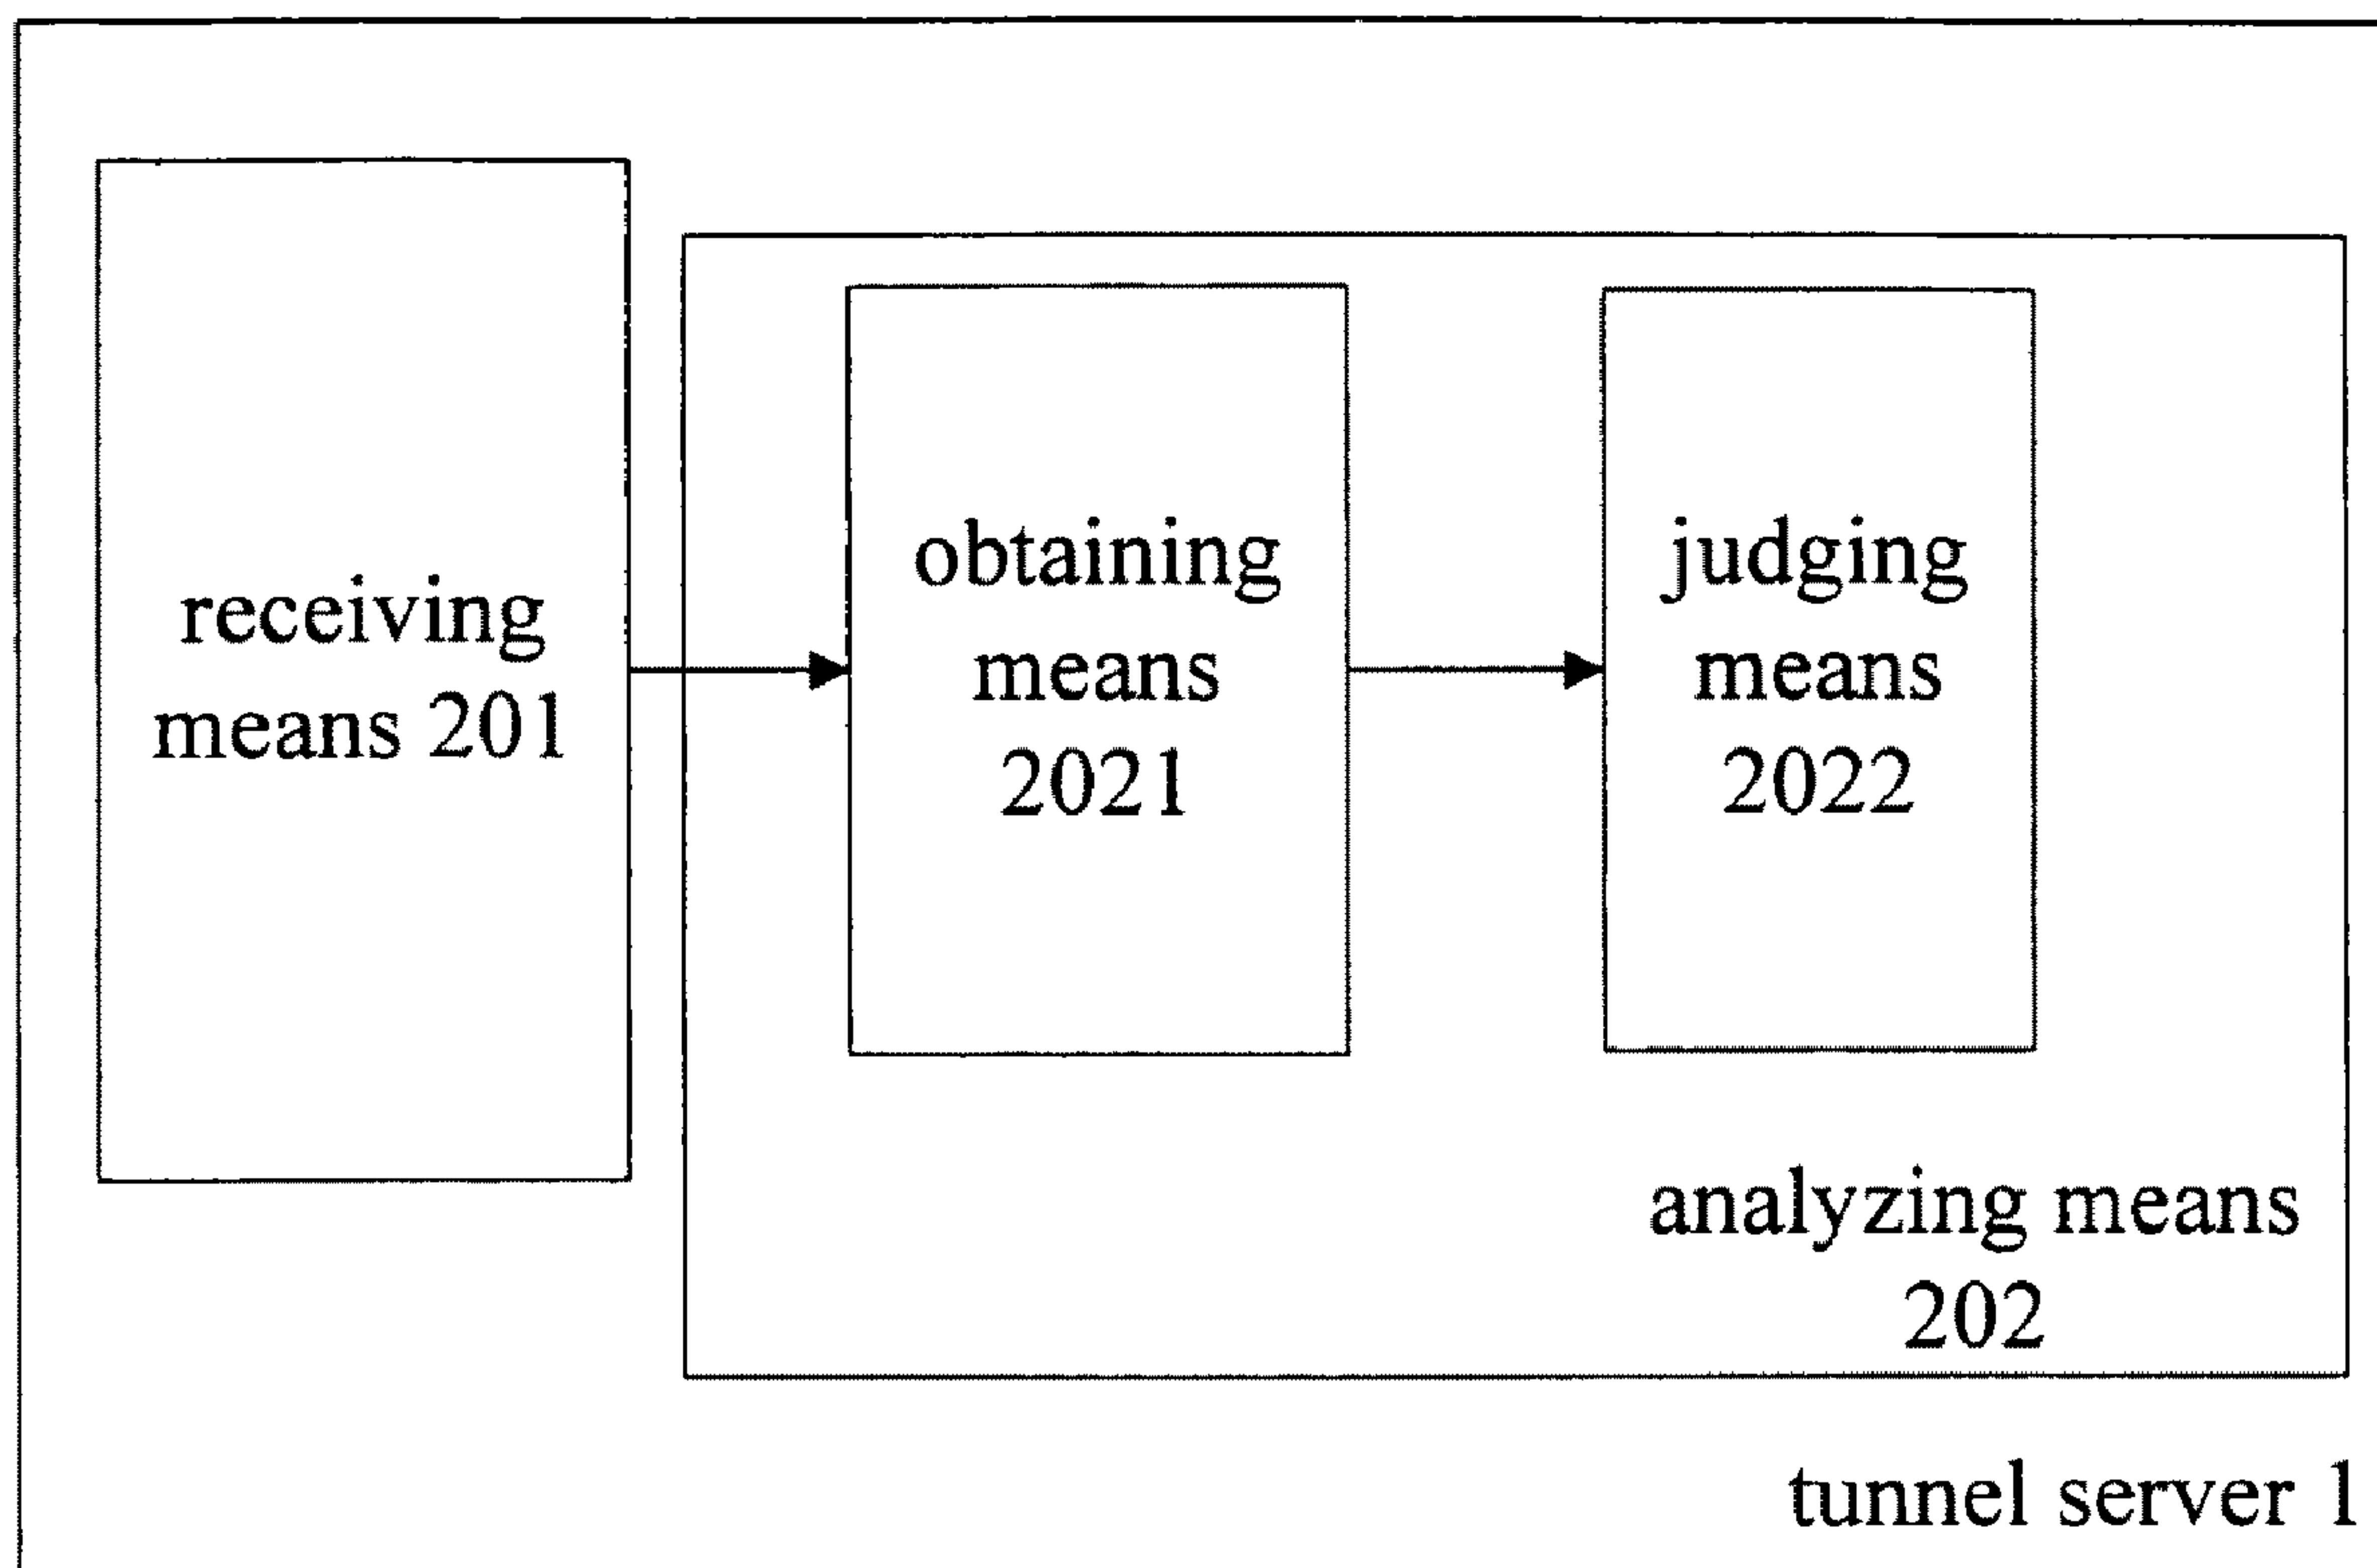 receiving
means 201
obtaining
means
2021
judging
means
2022
analyzing means
202
tunnel server 1